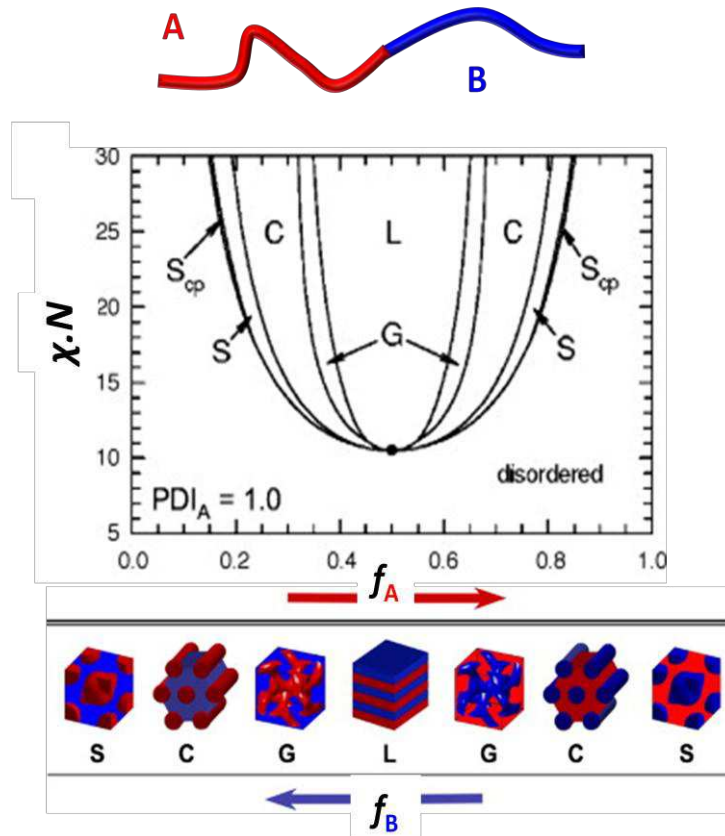 A
B
30
25
20
15
10
5
χ.N
C
L
C
S_cp
S_cp
S
G
S
disordered
PDI_A = 1.0
0.0 0.2 0.4 0.6 0.8 1.0
f_A
S C G L G C S
f_B